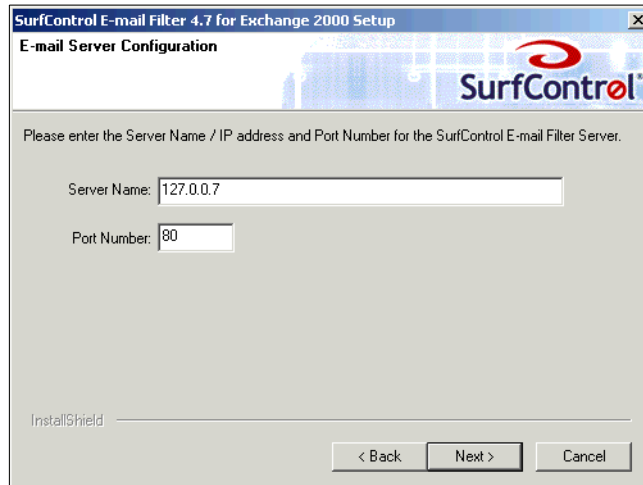 SurfControl E-mail Filter 4.7 for Exchange 2000 Setup
E-mail Server Configuration
SurfControl
Please enter the Server Name / IP address and Port Number for the SurfControl E-mail Filter Server.
Server Name: 127.0.0.7
Port Number: 80
InstallShield
< Back Next > Cancel